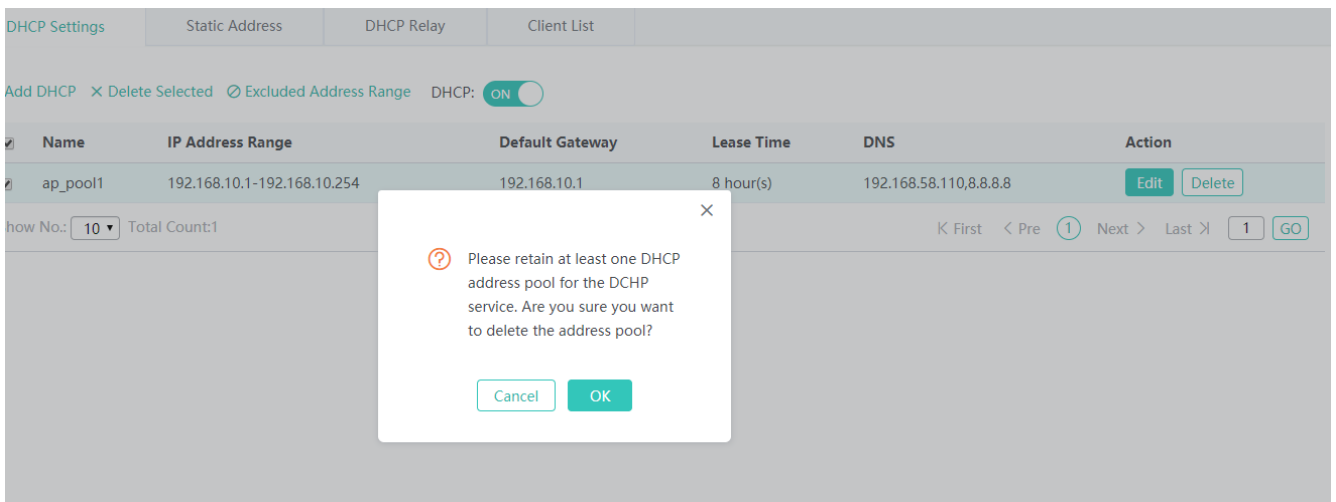 DHCP Settings Static Address DHCP Relay Client List
Add DHCP Delete Selected Excluded Address Range DHCP: ON
Name IP Address Range Default Gateway Lease Time DNS Action
ap_pool1 192.168.10.1-192.168.10.254 192.168.10.1 8 hour(s) 192.168.58.110,8.8.8.8 Edit Delete
how No.: 10 Total Count:1 First Pre 1 Next Last 1 GO
Please retain at least one DHCP
address pool for the DCHP
service. Are you sure you want
to delete the address pool?
Cancel OK